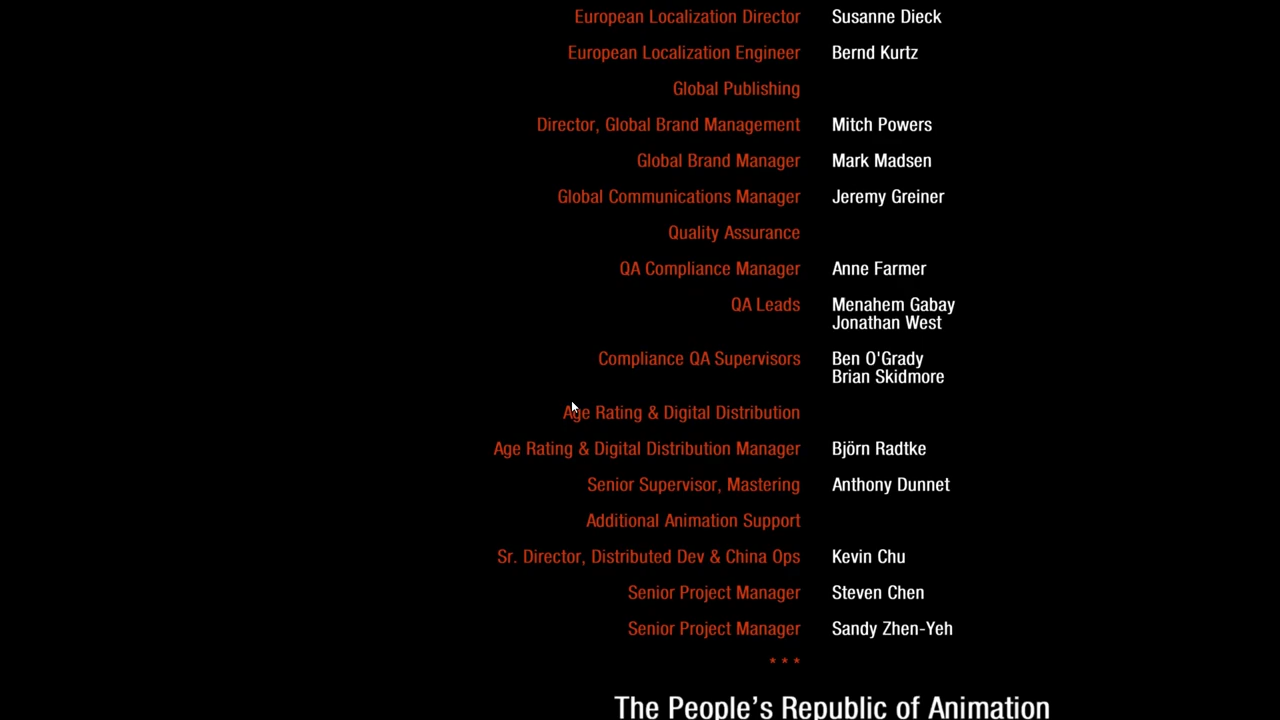 European Localization Director Susanne Dieck
European Localization Engineer Bernd Kurtz
Global Publishing
Director, Global Brand Management Mitch Powers
Global Brand Manager Mark Madsen
Global Communications Manager Jeremy Greiner
Quality Assurance
QA Compliance Manager Anne Farmer
QA Leads Menahem Gabay
Jonathan West
Compliance QA Supervisors Ben O'Grady
Brian Skidmore
Age Rating & Digital Distribution
Age Rating & Digital Distribution Manager Björn Radtke
Senior Supervisor, Mastering Anthony Dunnet
Additional Animation Support
Sr. Director, Distributed Dev & China Ops Kevin Chu
Senior Project Manager Steven Chen
Senior Project Manager Sandy Zhen-Yeh
* * *
The People’s Republic of Animation